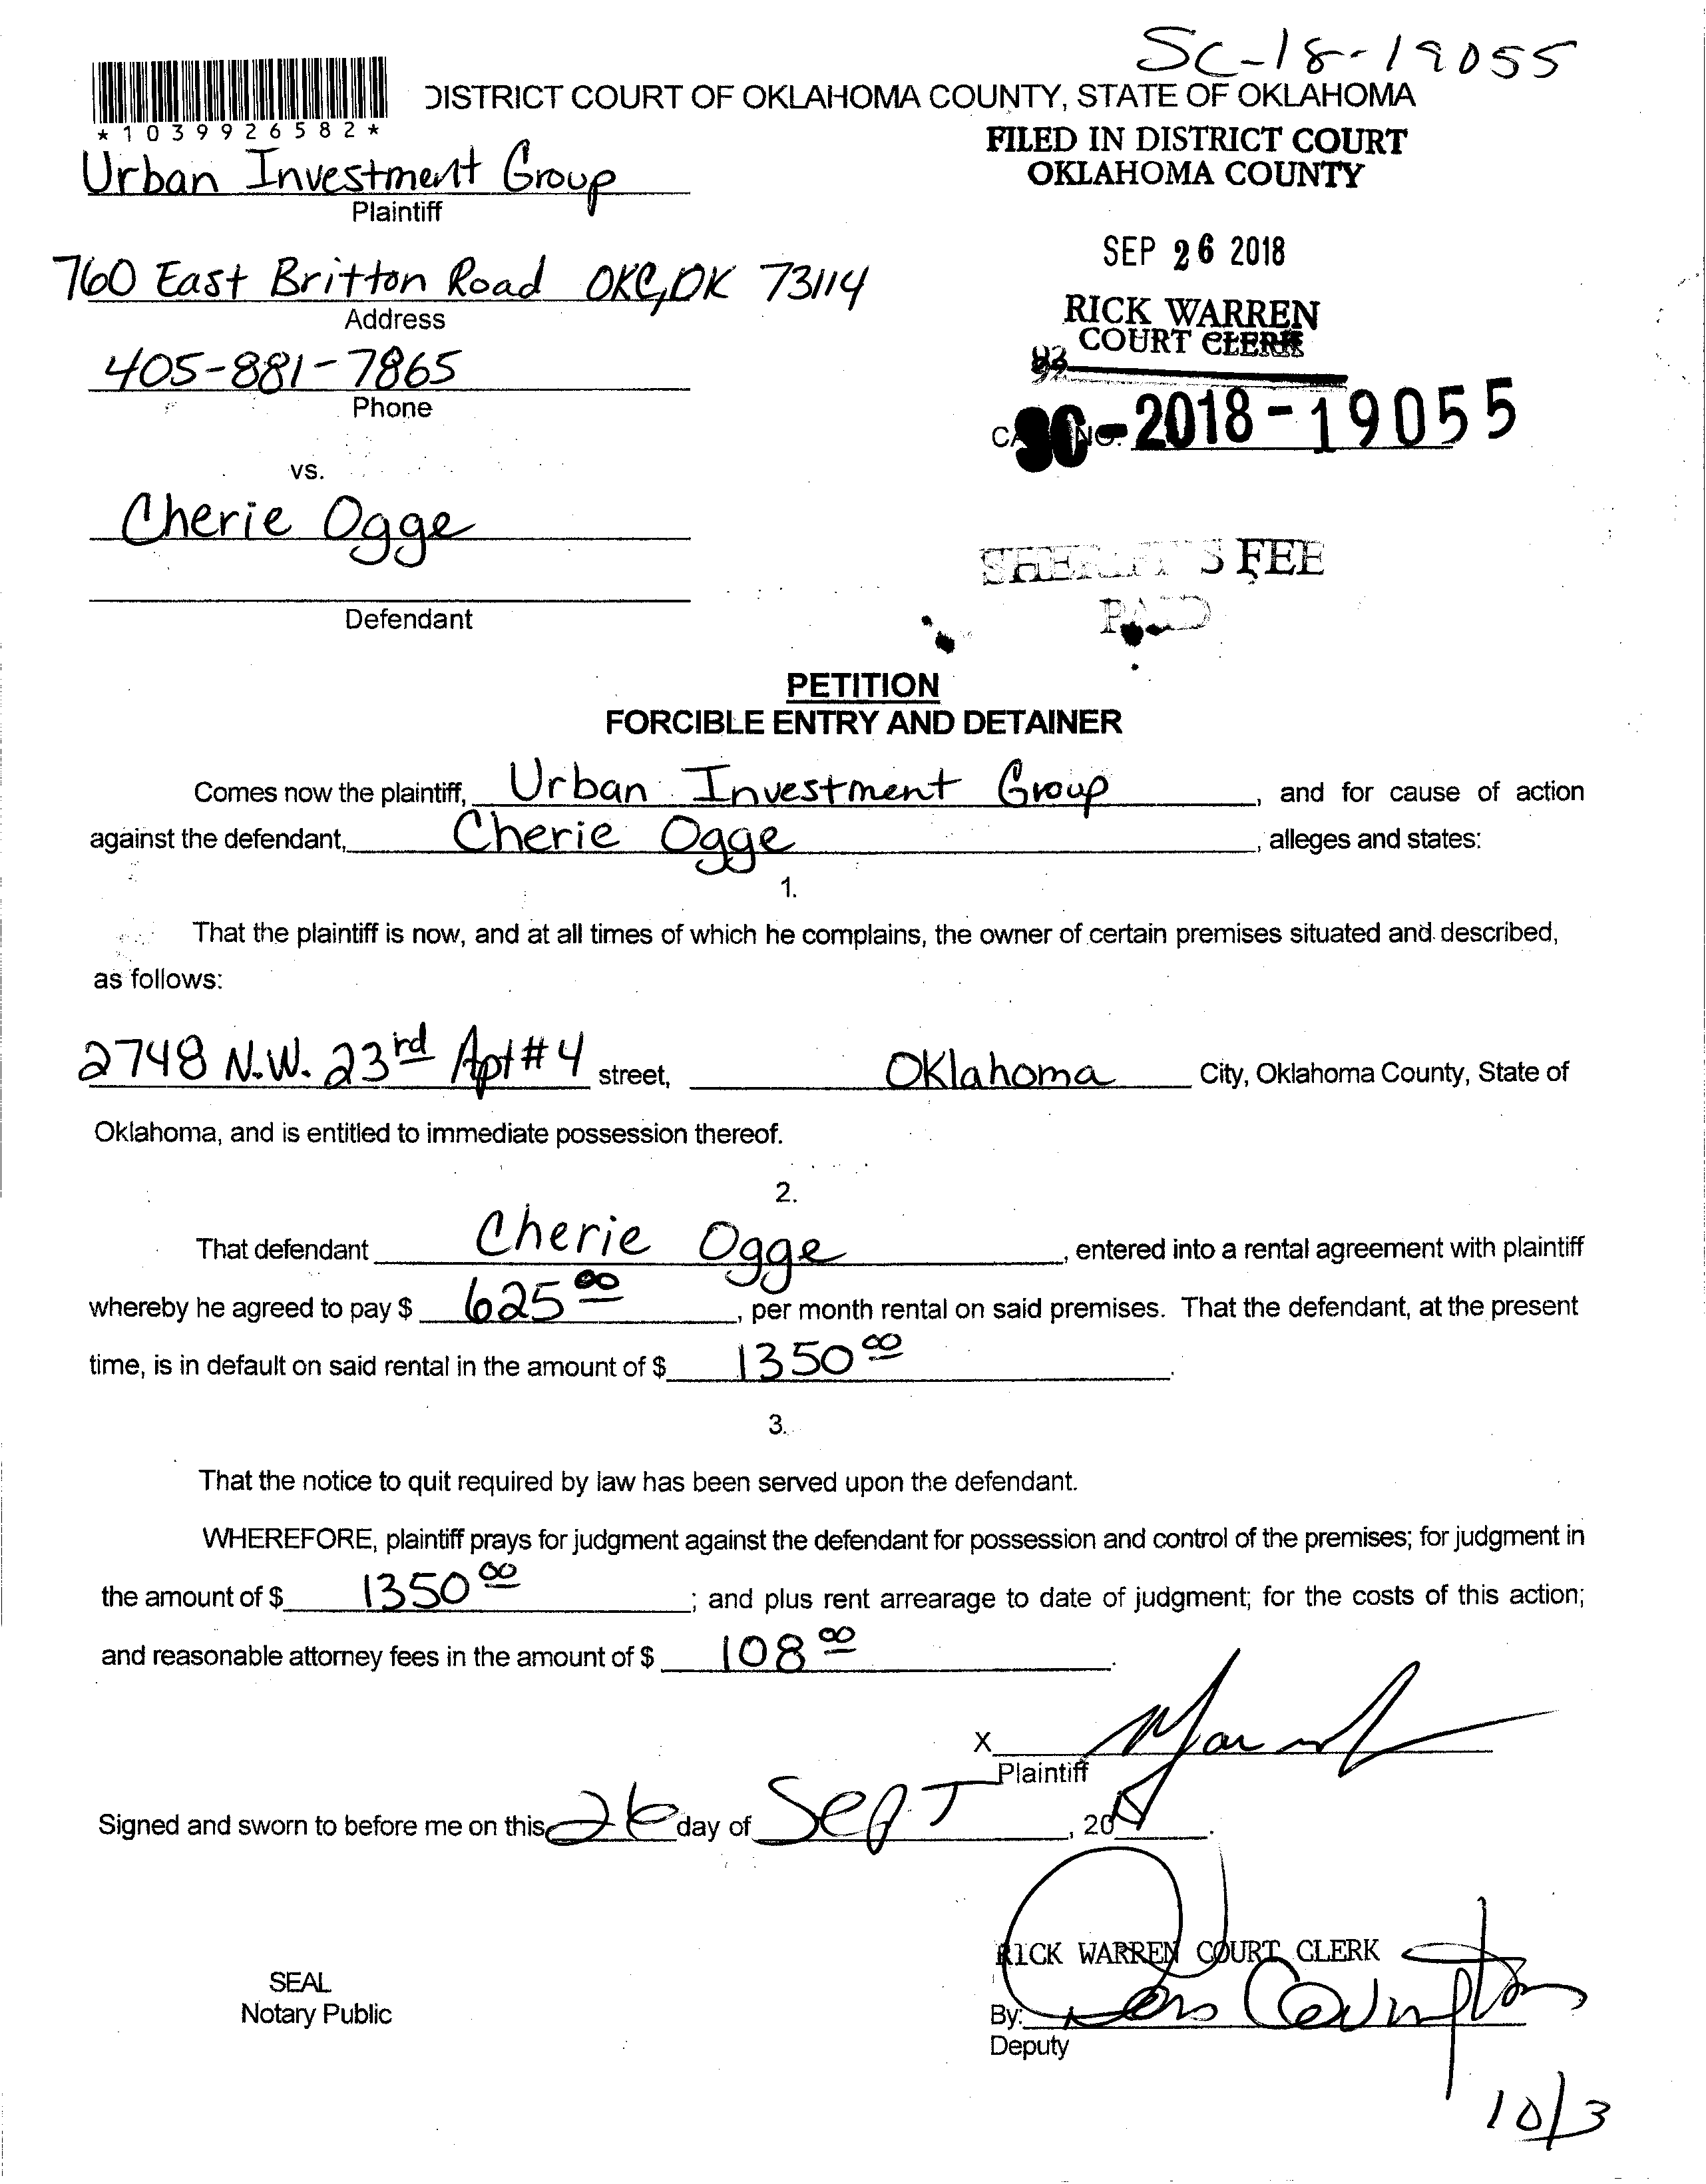 SC-18-19055
DISTRICT COURT OF OKLAHOMA COUNTY, STATE OF OKLAHOMA
*1039926582*
FILED IN DISTRICT COURT
OKLAHOMA COUNTY
Urban Investment Group
Plaintiff
SEP 26 2018
760 East Britton Road OKC, OK 73114
Address
RICK WARREN
COURT CLERK
405-881-7865
Phone
SC-2018-19055
vs.
Cherie Ogge
SHERIFF'S FEE
PAID
Defendant
PETITION
FORCIBLE ENTRY AND DETAINER
Comes now the plaintiff, Urban Investment Group, and for cause of action
against the defendant, Cherie Ogge, alleges and states:
1.
That the plaintiff is now, and at all times of which he complains, the owner of certain premises situated and described,
as follows:
2748 N.W. 23rd Apt #4 street, Oklahoma City, Oklahoma County, State of
Oklahoma, and is entitled to immediate possession thereof.
2.
That defendant Cherie Ogge, entered into a rental agreement with plaintiff
whereby he agreed to pay $ 625 00, per month rental on said premises. That the defendant, at the present
time, is in default on said rental in the amount of $ 1350 00.
3.
That the notice to quit required by law has been served upon the defendant.
WHEREFORE, plaintiff prays for judgment against the defendant for possession and control of the premises; for judgment in
the amount of $ 1350 00; and plus rent arrearage to date of judgment; for the costs of this action;
and reasonable attorney fees in the amount of $ 108 00.
X
Plaintiff
Signed and sworn to before me on this 26 day of Sept, 2018.
RICK WARREN COURT CLERK
SEAL
Notary Public
By: Covington
Deputy
10/3